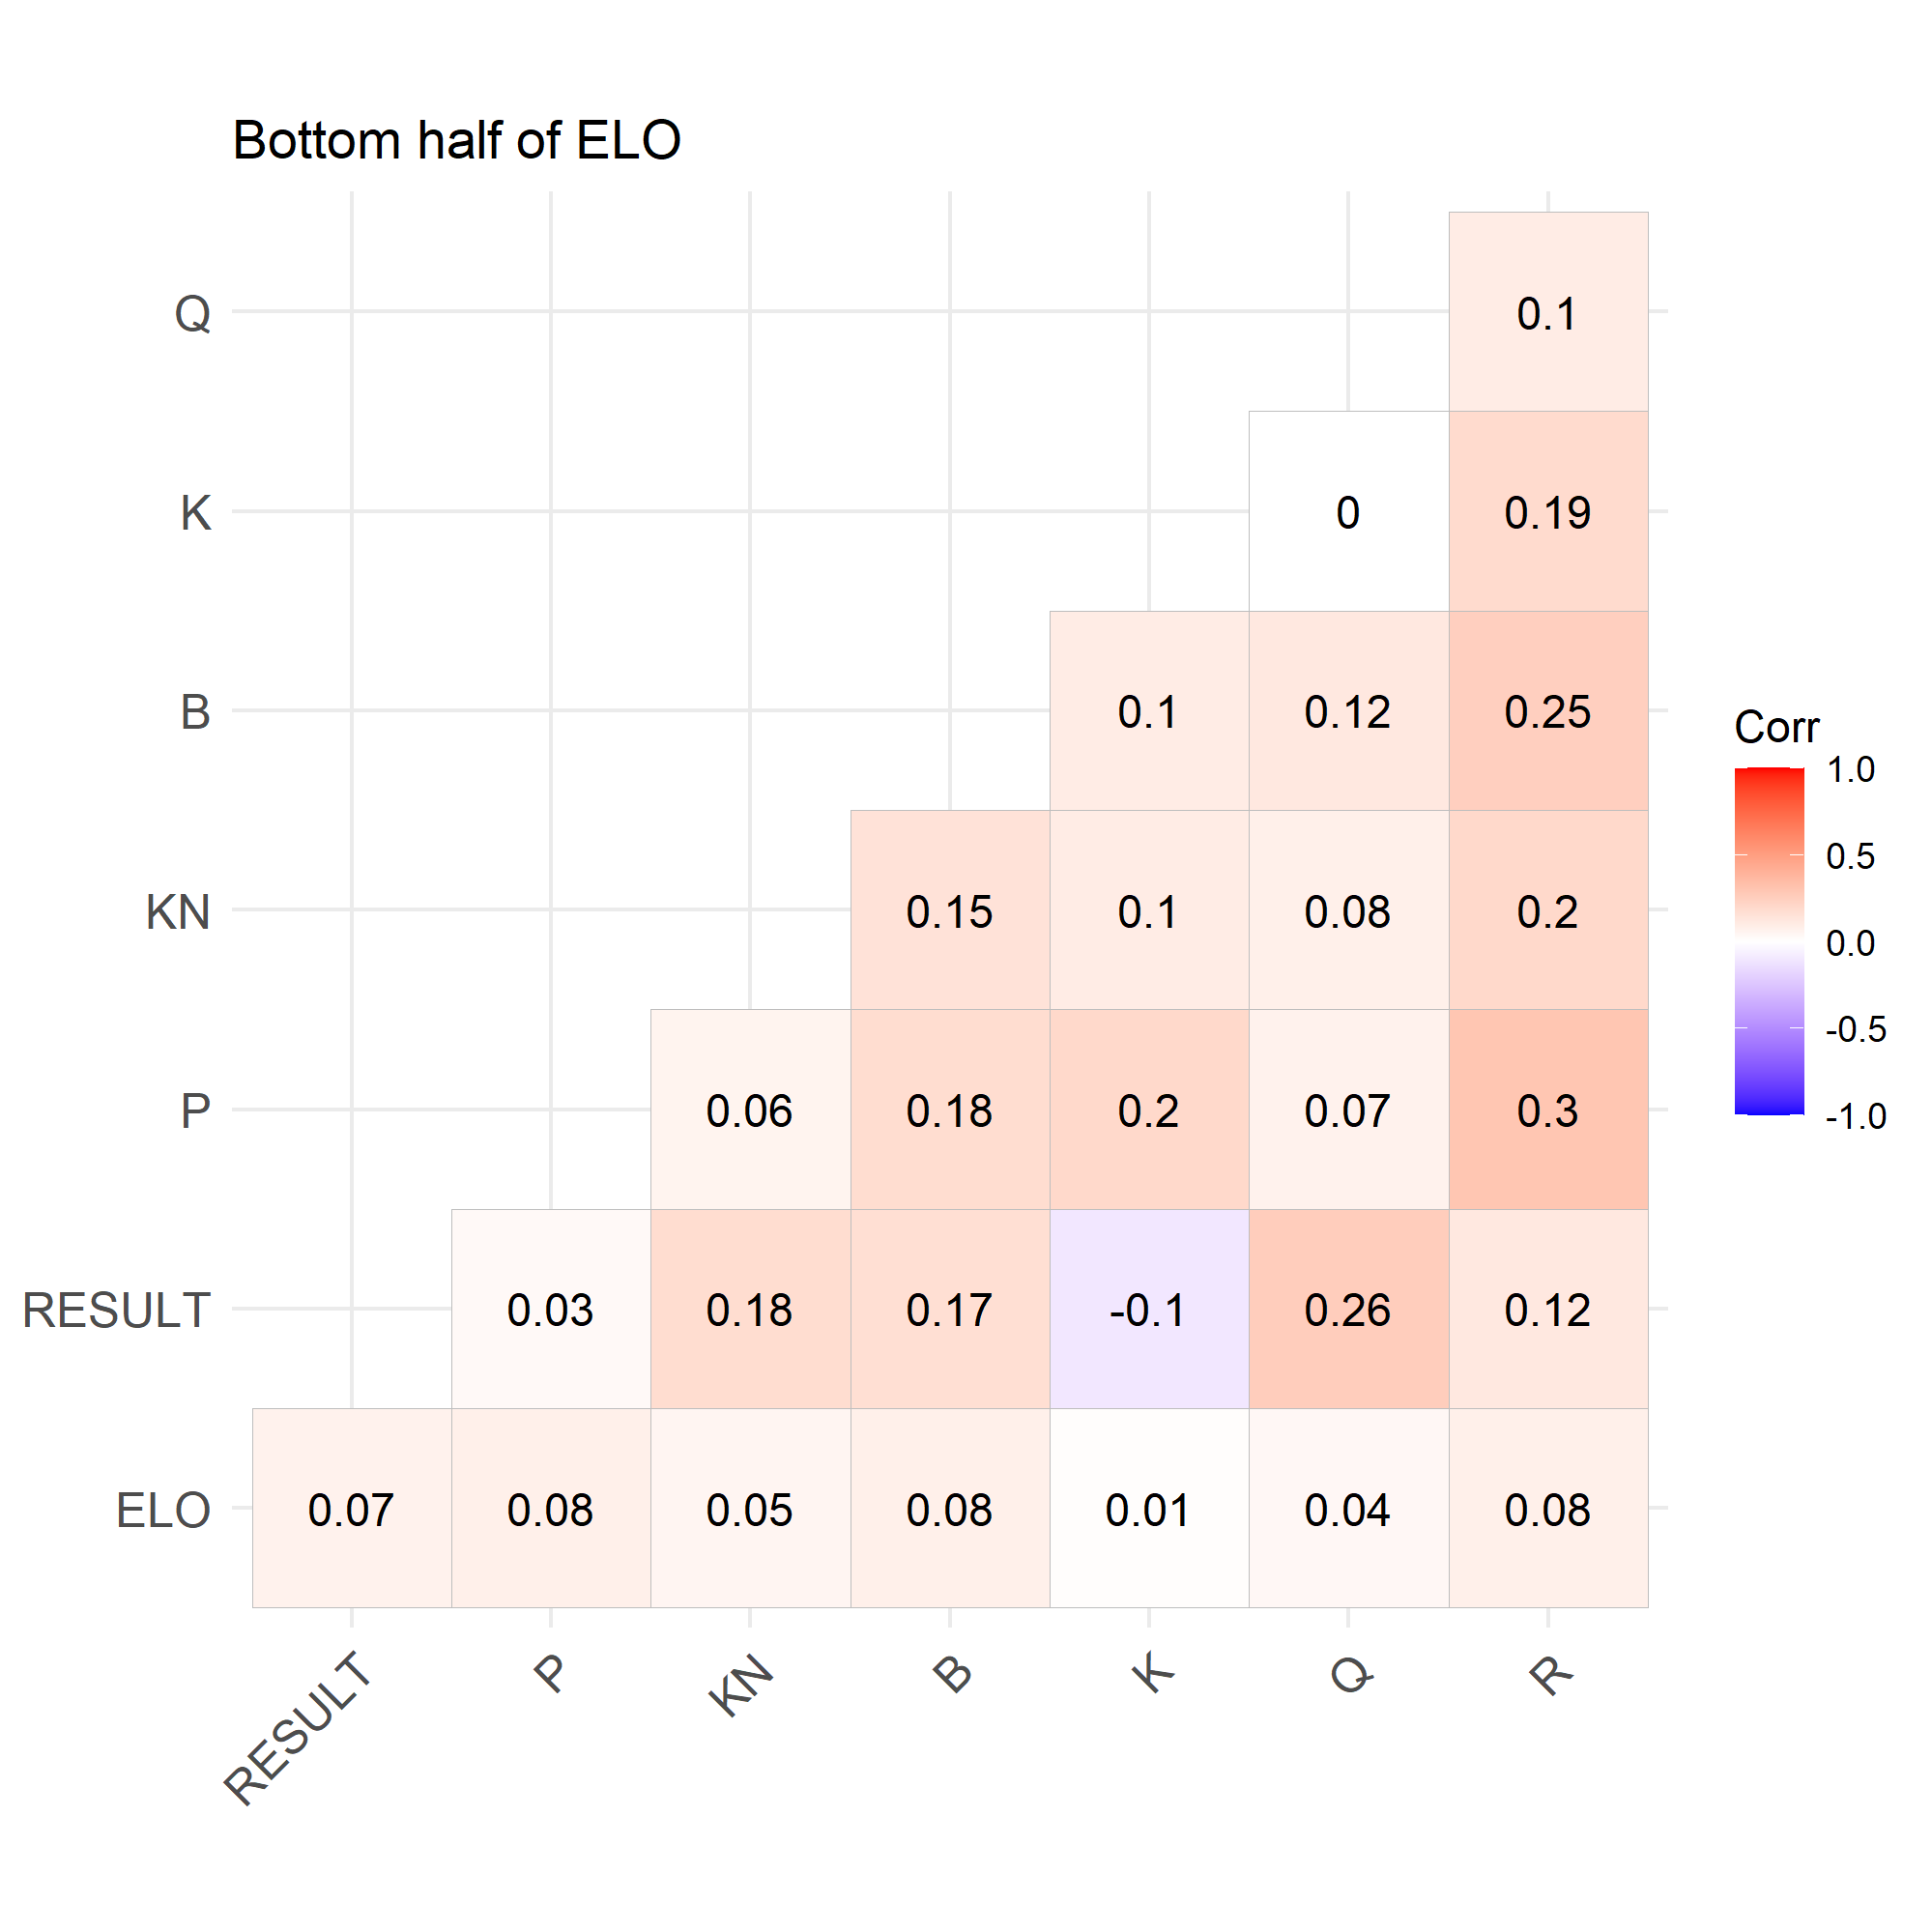 Bottom half of ELO
Q 0.1
K 0 0.19
B 0.1 0.12 0.25
KN 0.15 0.1 0.08 0.2
P 0.06 0.18 0.2 0.07 0.3
RESULT 0.03 0.18 0.17 -0.1 0.26 0.12
ELO 0.07 0.08 0.05 0.08 0.01 0.04 0.08
RESULT P KN B K Q R
Corr
1.0
0.5
0.0
-0.5
-1.0